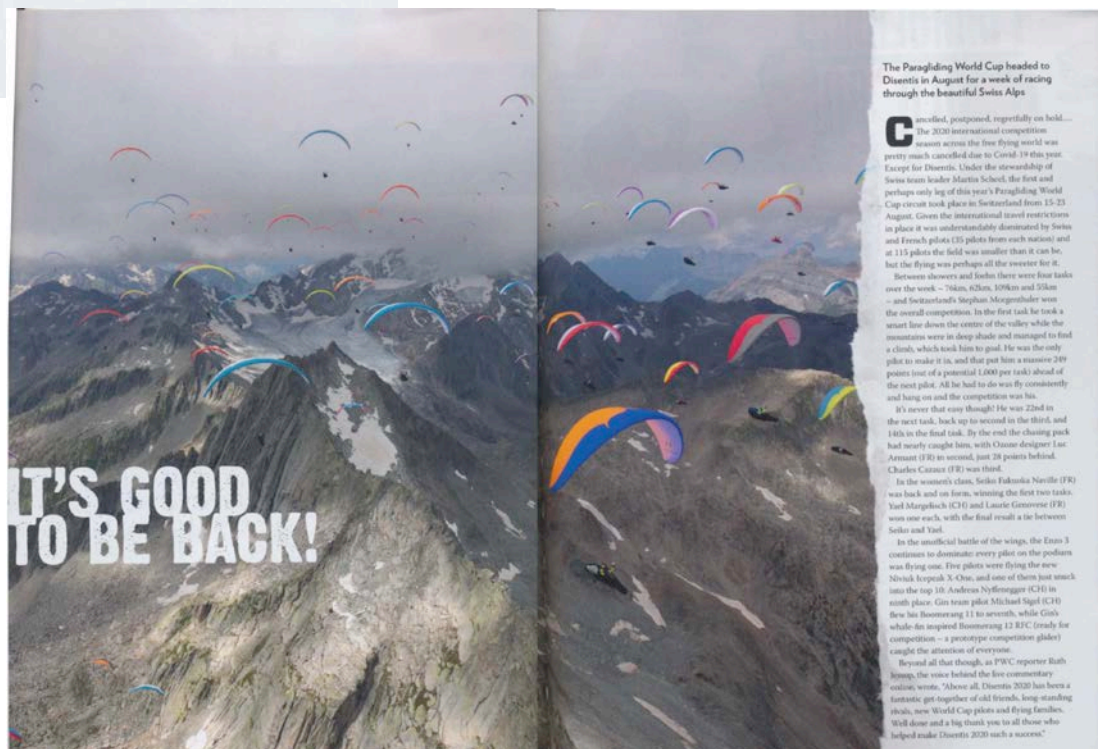 IT'S GOOD
TO BE BACK!
The Paragliding World Cup headed to
Disentis in August for a week of racing
through the beautiful Swiss Alps
Cancelled, postponed, regretfully on hold....
The 2020 international competition
season across the free flying world was
pretty much cancelled due to Covid-19 this year.
Except for Disentis. Under the stewardship of
Swiss team leader Martin Scheel, the first and
perhaps only leg of this year's Paragliding World
Cup circuit took place in Switzerland from 15-23
August. Given the international travel restrictions
in place it was understandably dominated by Swiss
and French pilots (35 pilots from each nation) and
at 115 pilots the field was smaller than it can be,
but the flying was perhaps all the sweeter for it.
Between showers and foehn there were four tasks
over the week – 76km, 62km, 109km and 55km
– and Switzerland's Stephan Morgenthaler won
the overall competition. In the first task he took a
smart line down the centre of the valley while the
mountains were in deep shade and managed to find
a climb, which took him to goal. He was the only
pilot to make it in, and that put him a massive 249
points (out of a potential 1,000 per task) ahead of
the next pilot. All he had to do was fly consistently
and hang on and the competition was his.
It's never that easy though! He was 22nd in
the next task, back up to second in the third, and
14th in the final task. By the end the chasing pack
had nearly caught him, with Ozone designer Luc
Armant (FR) in second, just 28 points behind.
Charles Cazaux (FR) was third.
In the women's class, Seiko Fukuoka Naville (FR)
was back and on form, winning the first two tasks.
Yael Margelisch (CH) and Laurie Genovese (FR)
won one each, with the final result a tie between
Seiko and Yael.
In the unofficial battle of the wings, the Enzo 3
continues to dominate: every pilot on the podium
was flying one. Five pilots were flying the new
Niviuk Icepeak X-One, and one of them just snuck
into the top 10: Andreas Nyffenegger (CH) in
ninth place. Gin team pilot Michael Sigel (CH)
flew his Boomerang 11 to seventh, while Gin's
whale-fin inspired Boomerang 12 RFC (ready for
competition – a prototype competition glider)
caught the attention of everyone.
Beyond all that though, as PWC reporter Ruth
Jessop, the voice behind the live commentary
online, wrote, "Above all, Disentis 2020 has been a
fantastic get-together of old friends, long-standing
rivals, new World Cup pilots and flying families.
Well done and a big thank you to all those who
helped make Disentis 2020 such a success."